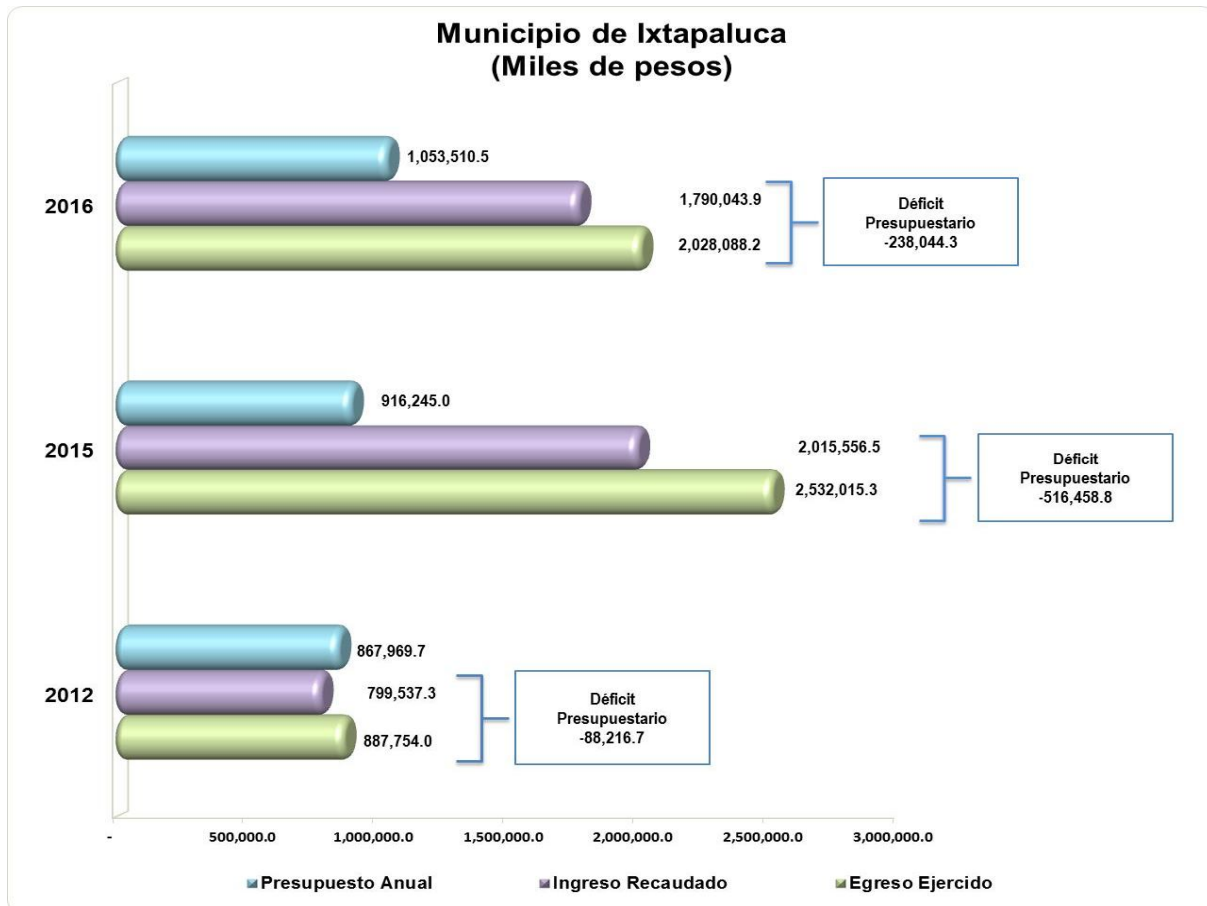 Municipio de Ixtapaluca
(Miles de pesos)
2016
1,053,510.5
1,790,043.9
2,028,088.2
Déficit
Presupuestario
-238,044.3
2015
916,245.0
2,015,556.5
2,532,015.3
Déficit
Presupuestario
-516,458.8
2012
867,969.7
799,537.3
887,754.0
Déficit
Presupuestario
-88,216.7
- 500,000.0 1,000,000.0 1,500,000.0 2,000,000.0 2,500,000.0 3,000,000.0
Presupuesto Anual Ingreso Recaudado Egreso Ejercido